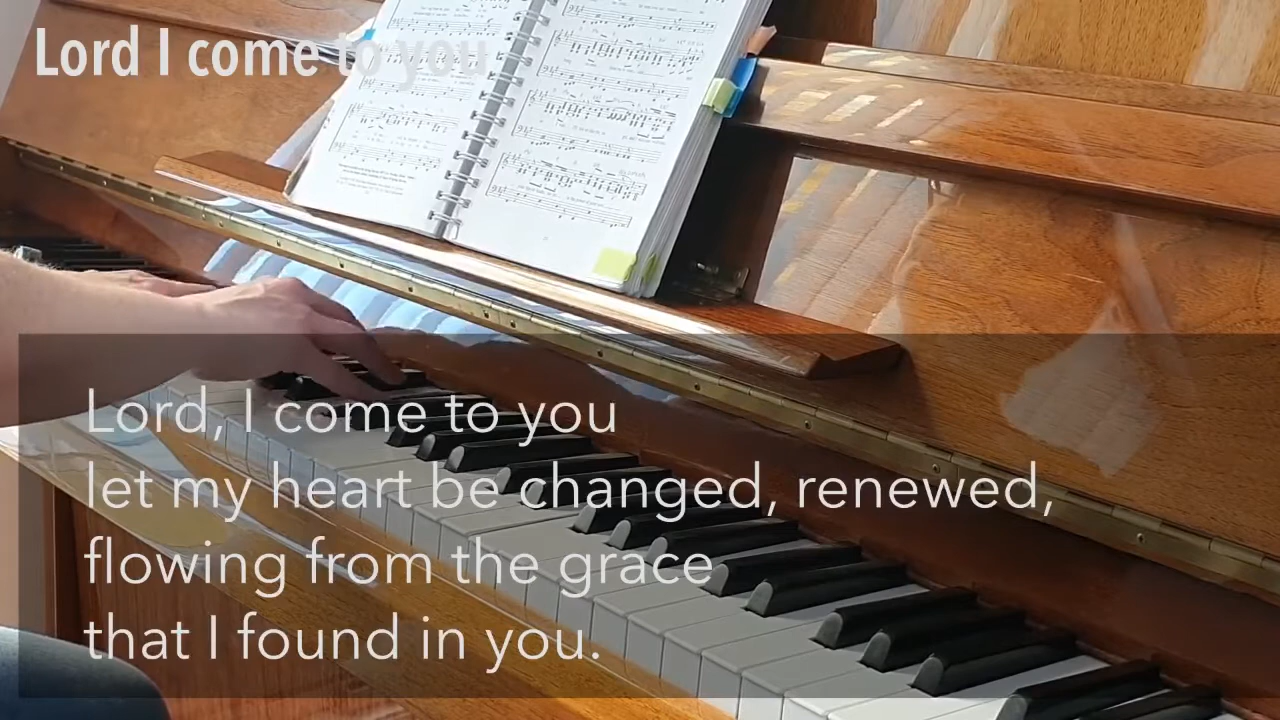 Lord I come to you
Lord, I come to you
let my heart be changed, renewed,
flowing from the grace
that I found in you.